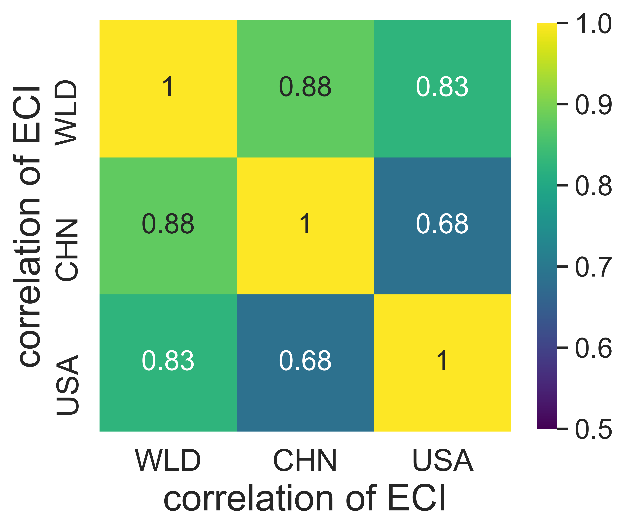 correlation of ECI
WLD
CHN
USA
1 0.88 0.83
0.88 1 0.68
0.83 0.68 1
WLD CHN USA
correlation of ECI
1.0
0.9
0.8
0.7
0.6
0.5